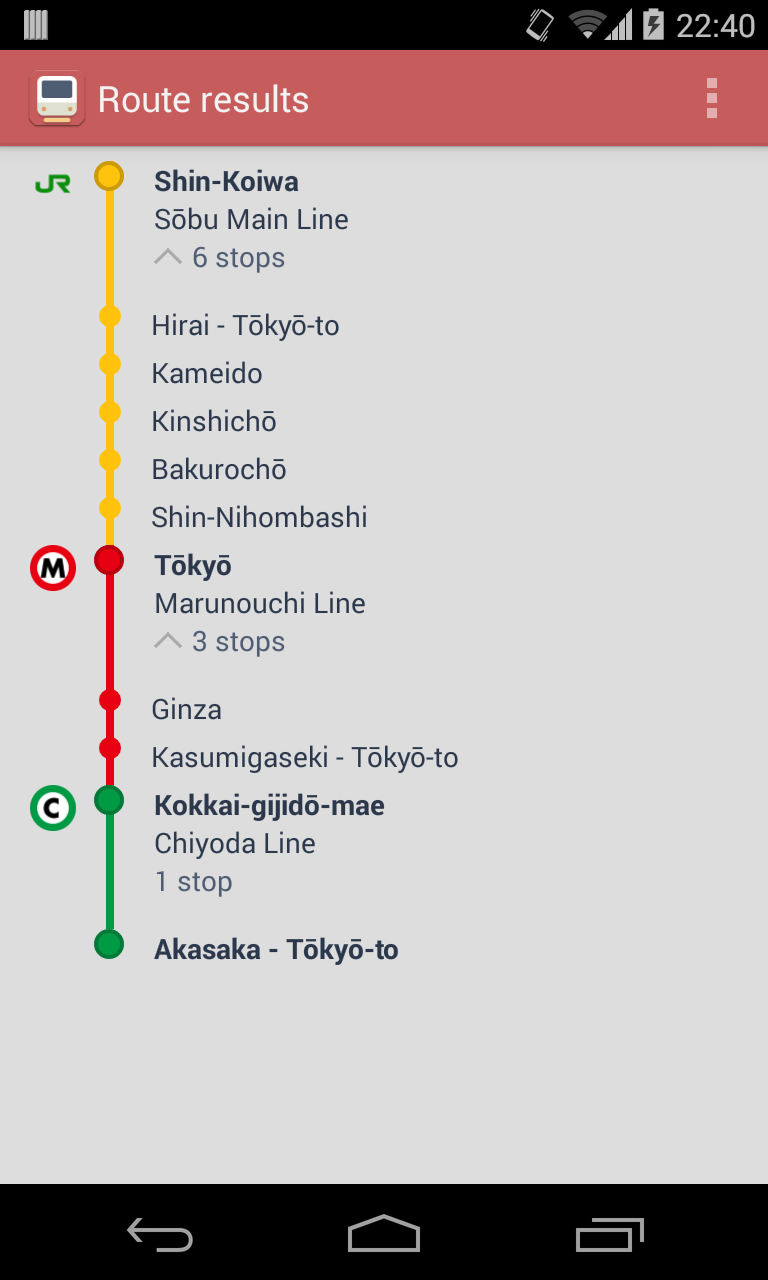 22:40
Route results
JR
Shin-Koiwa
Sōbu Main Line
6 stops
Hirai - Tōkyō-to
Kameido
Kinshichō
Bakurochō
Shin-Nihombashi
M
Tōkyō
Marunouchi Line
3 stops
Ginza
Kasumigaseki - Tōkyō-to
C
Kokkai-gijidō-mae
Chiyoda Line
1 stop
Akasaka - Tōkyō-to